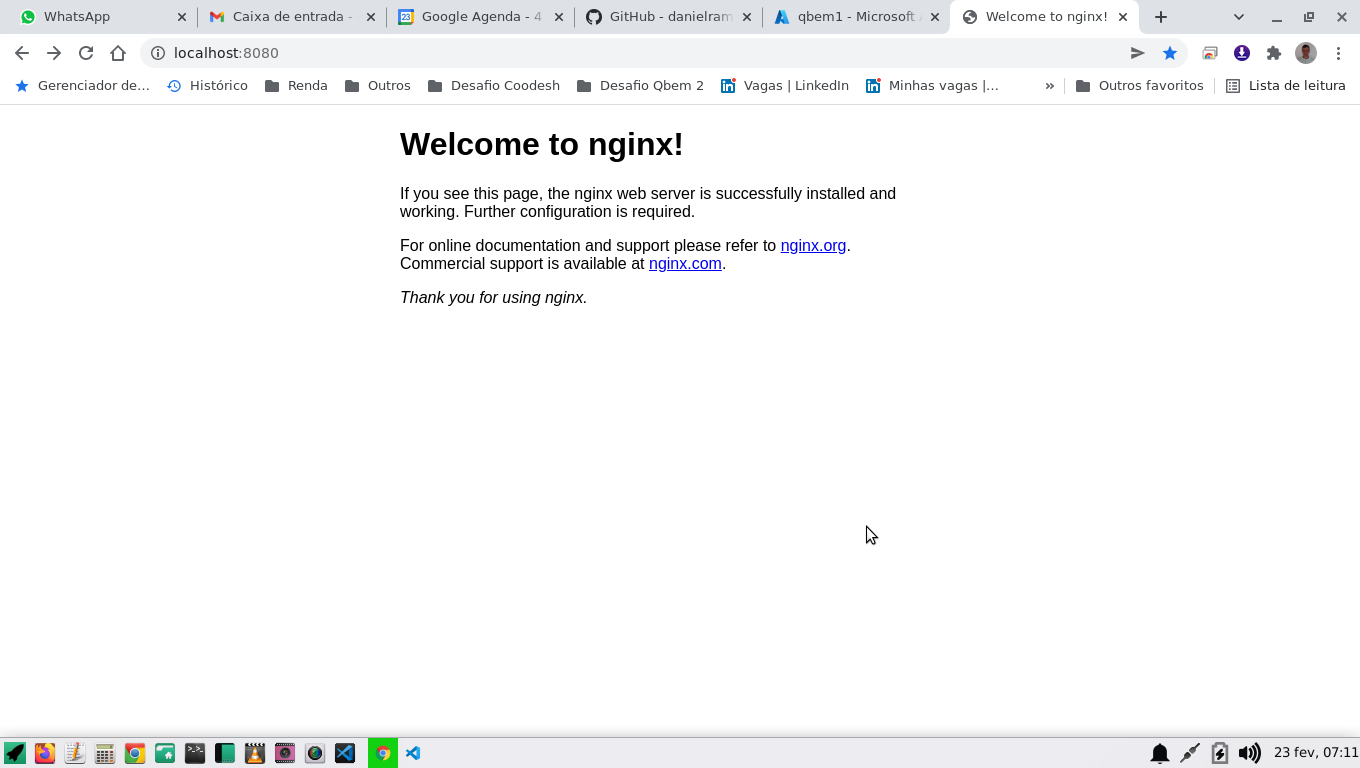 WhatsApp
Caixa de entrada -
Google Agenda - 4
GitHub - danielram
qbem1 - Microsoft
Welcome to nginx!
localhost:8080
Gerenciador de...
Histórico
Renda
Outros
Desafio Coodesh
Desafio Qbem 2
Vagas | LinkedIn
Minhas vagas |...
»
Outros favoritos
Lista de leitura
Welcome to nginx!
If you see this page, the nginx web server is successfully installed and
working. Further configuration is required.
For online documentation and support please refer to nginx.org.
Commercial support is available at nginx.com.
Thank you for using nginx.
23 fev, 07:11